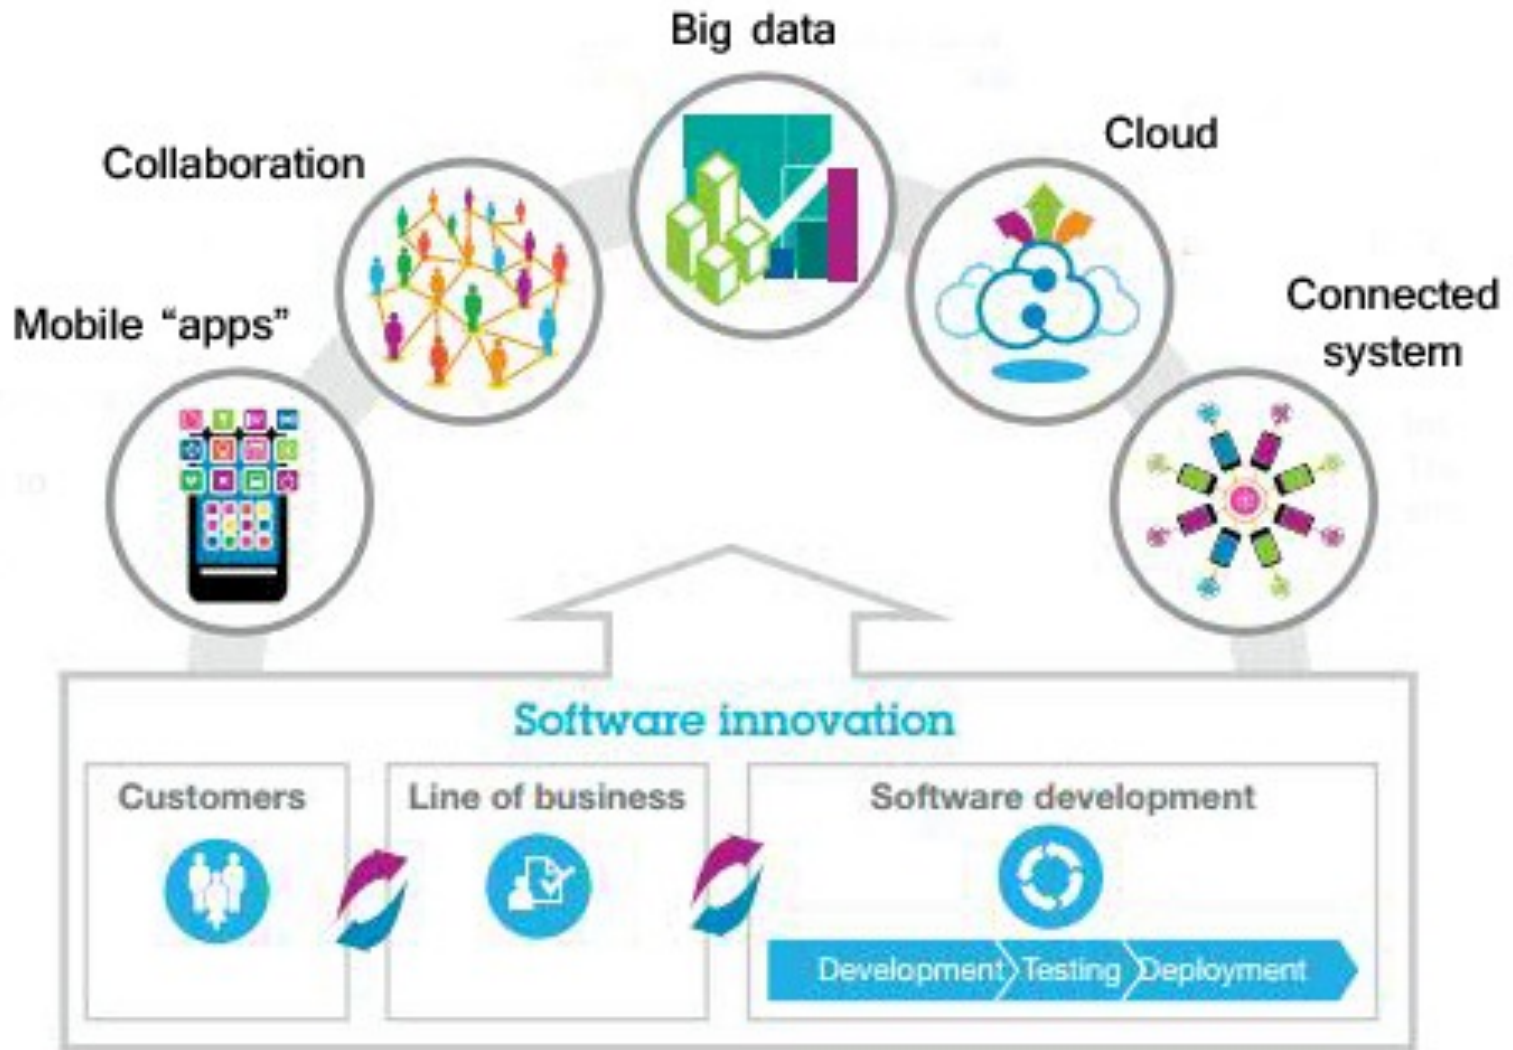 Big data
Cloud
Collaboration
Connected
system
Mobile “apps”
Software innovation
Customers
Line of business
Software development
Development
Testing
Deployment